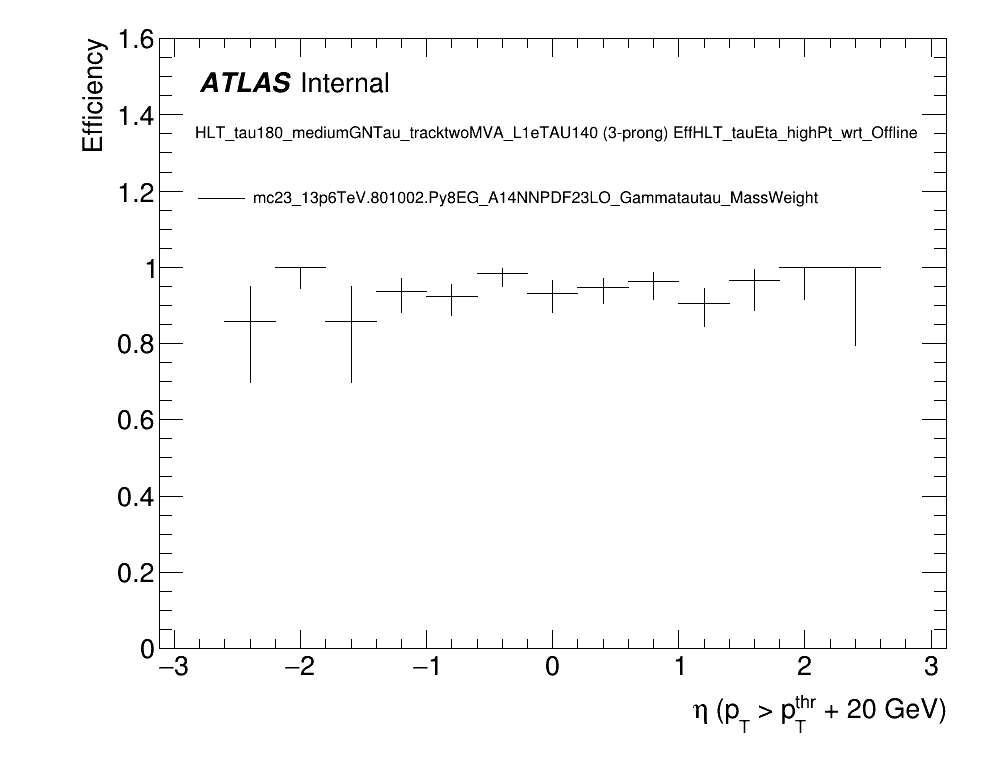 1.6
Efficiency
ATLAS Internal
1.4
HLT_tau180_mediumGNTau_tracktwoMVA_L1eTAU140 (3-prong) EffHLT_tauEta_highPt_wrt_Offline
1.2
mc23_13p6TeV.801002.Py8EG_A14NNPDF23LO_Gammatautau_MassWeight
1
0.8
0.6
0.4
0.2
0
−3 −2 −1 0 1 2 3
η (p_T > p_T^thr + 20 GeV)